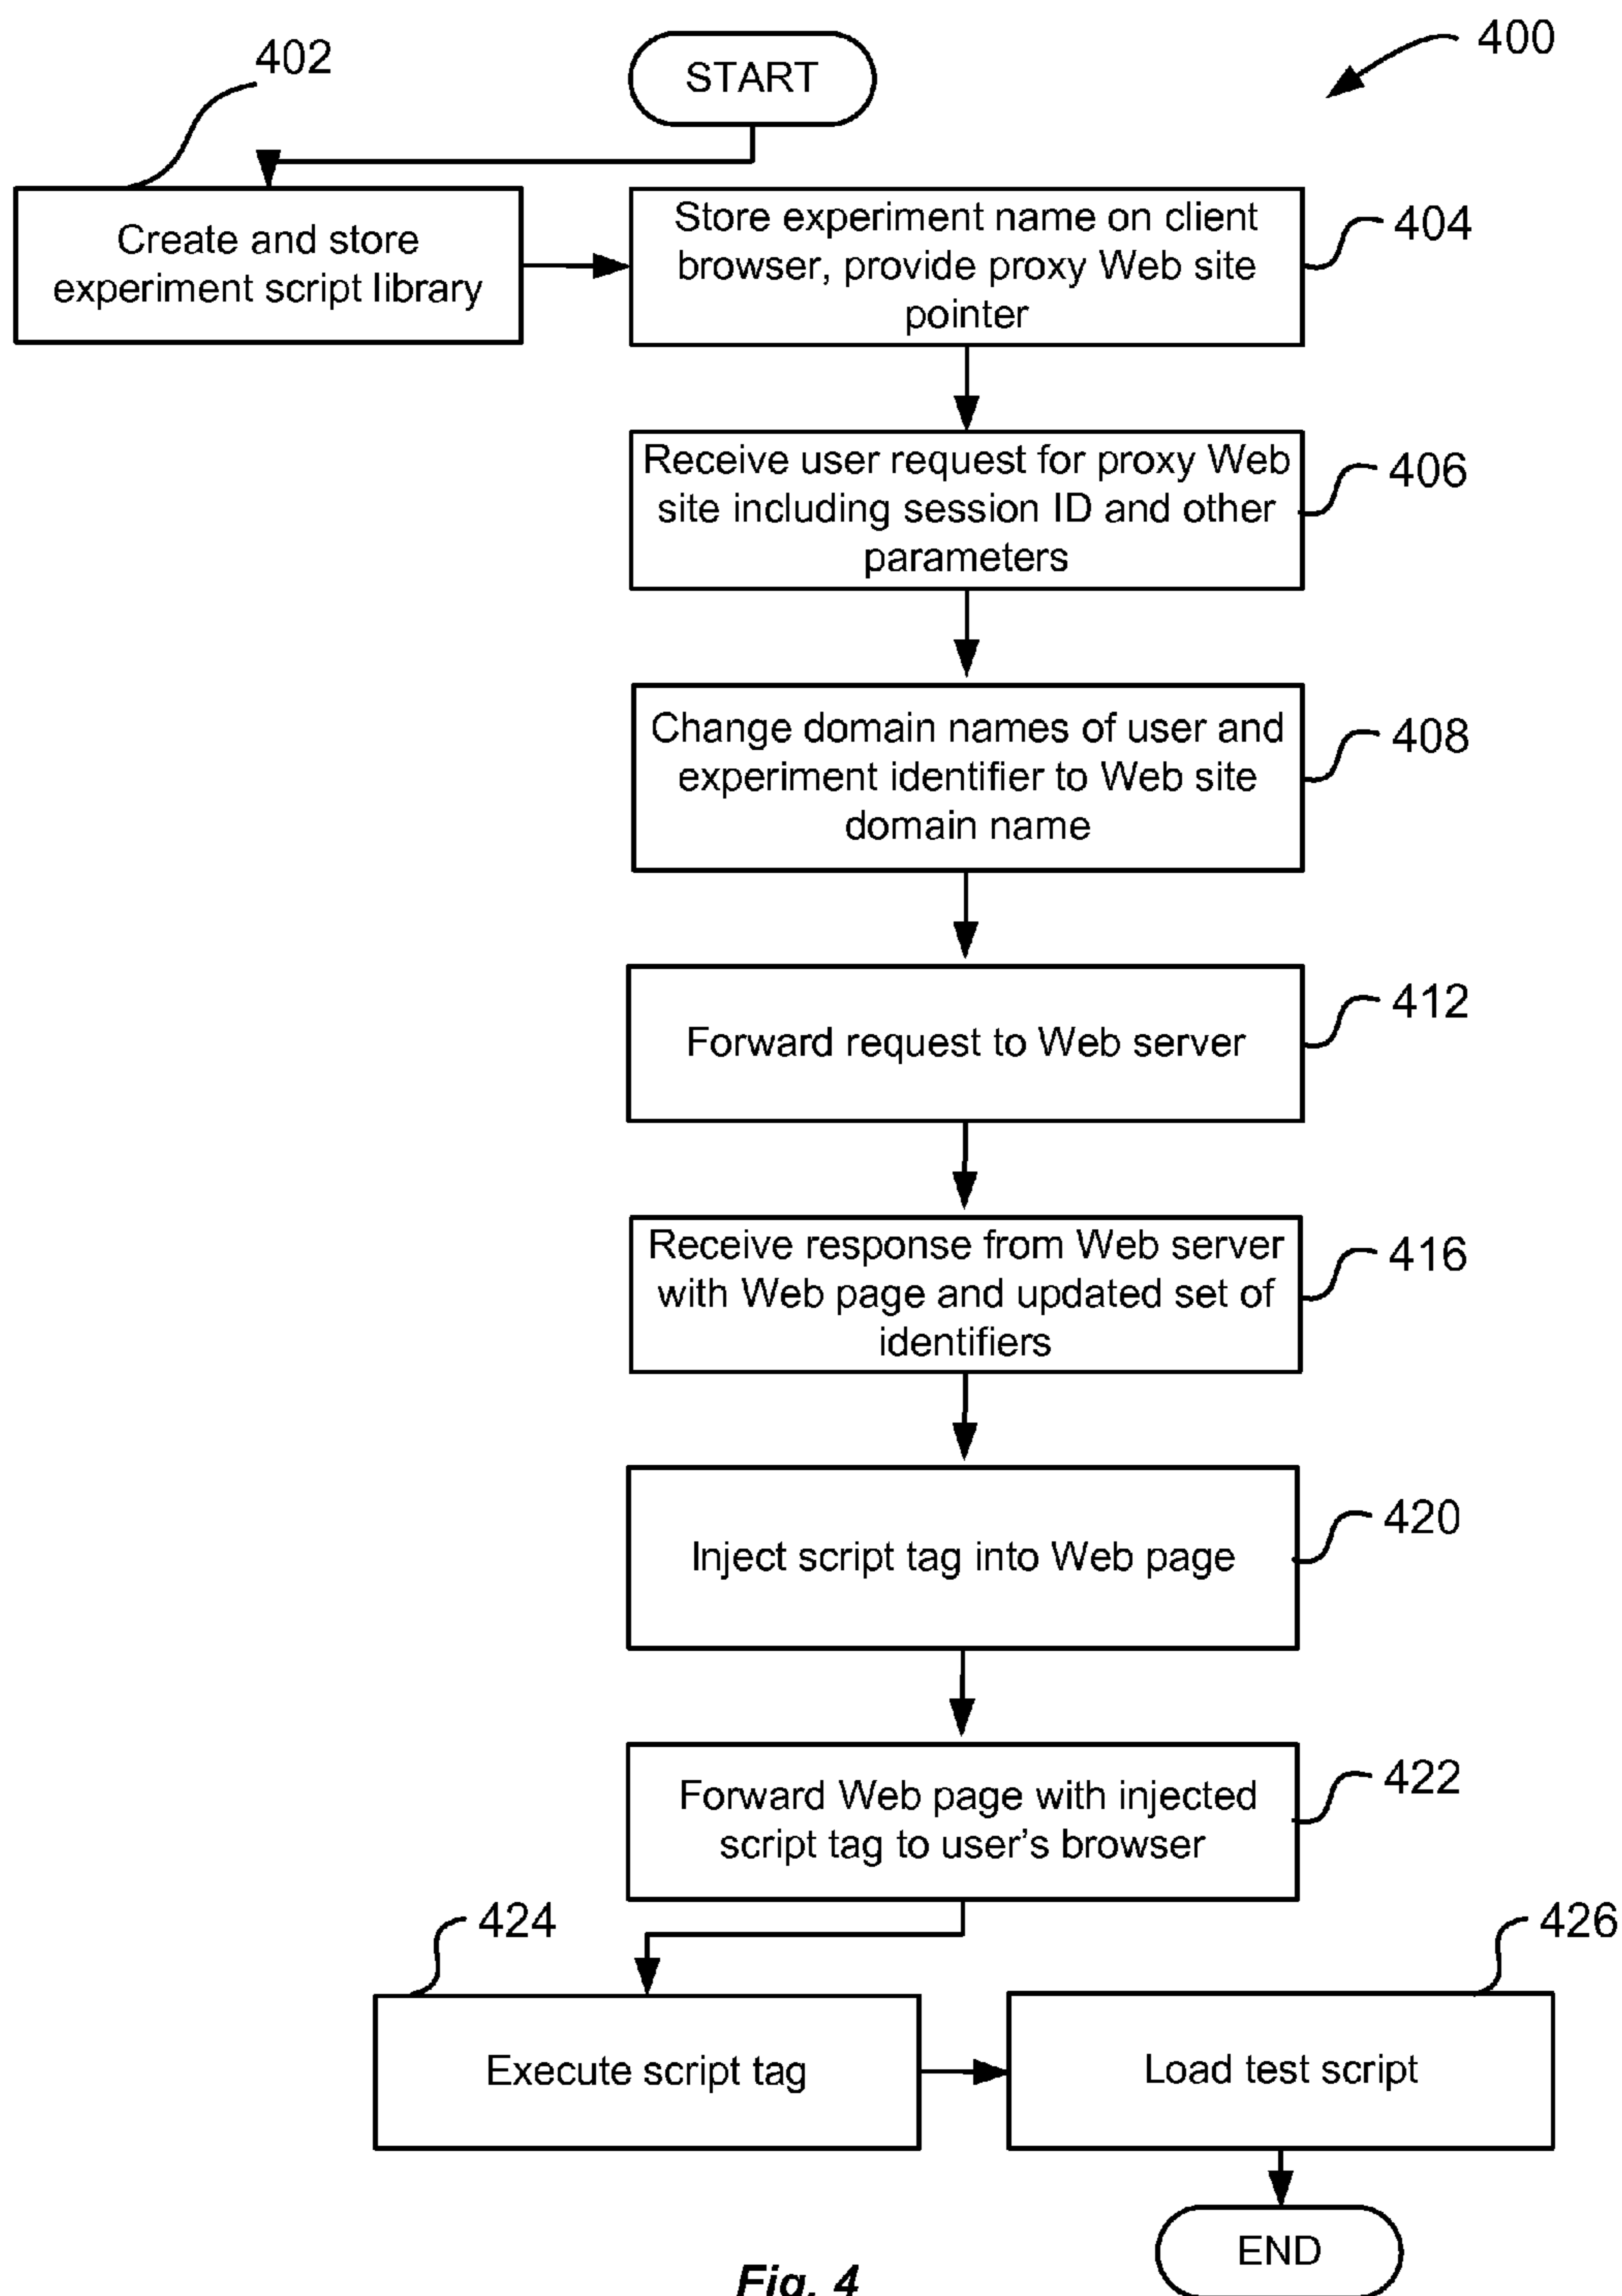 400
402
START
Create and store
experiment script library
Store experiment name on client
browser, provide proxy Web site
pointer
404
Receive user request for proxy Web
site including session ID and other
parameters
406
Change domain names of user and
experiment identifier to Web site
domain name
408
Forward request to Web server
412
Receive response from Web server
with Web page and updated set of
identifiers
416
Inject script tag into Web page
420
Forward Web page with injected
script tag to user's browser
422
424
Execute script tag
426
Load test script
END
Fig. 4